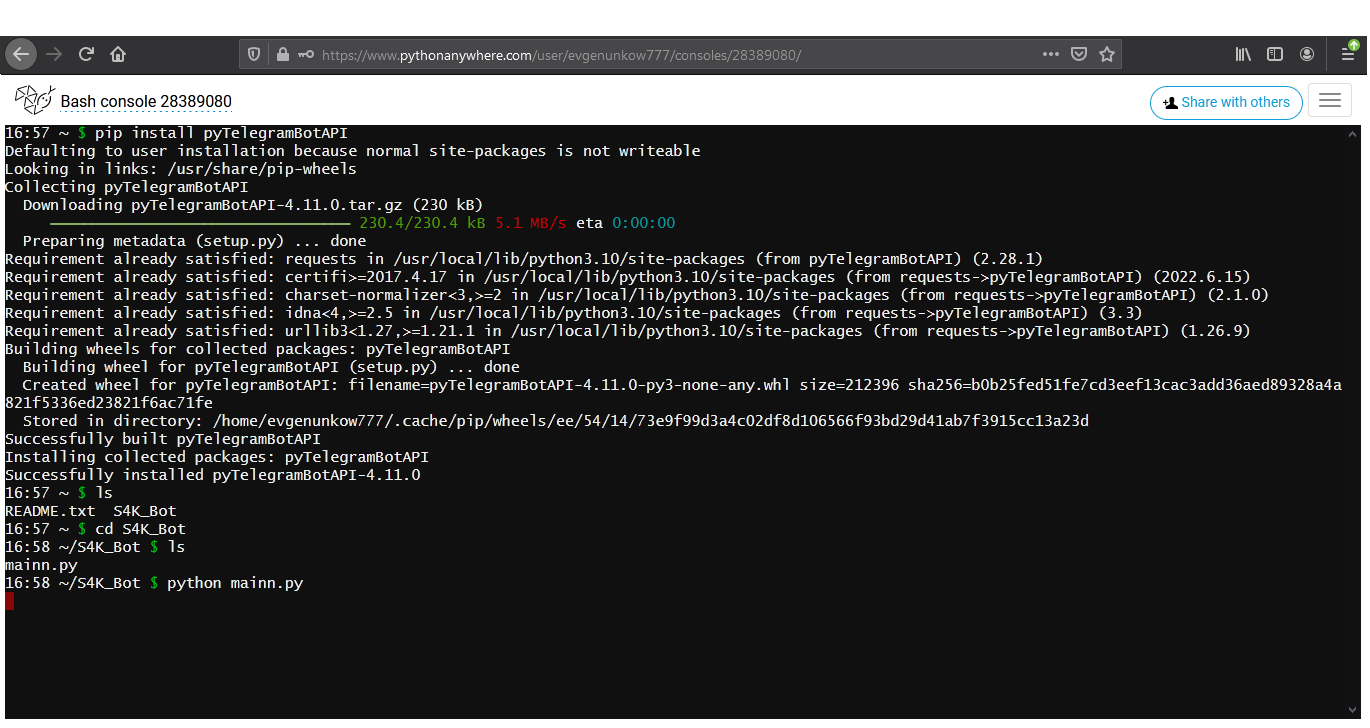 https://www.pythonanywhere.com/user/evgenunkow777/consoles/28389080/
Bash console 28389080
Share with others
16:57 ~ $ pip install pyTelegramBotAPI
Defaulting to user installation because normal site-packages is not writeable
Looking in links: /usr/share/pip-wheels
Collecting pyTelegramBotAPI
  Downloading pyTelegramBotAPI-4.11.0.tar.gz (230 kB)
230.4/230.4 kB 5.1 MB/s eta 0:00:00
  Preparing metadata (setup.py) ... done
Requirement already satisfied: requests in /usr/local/lib/python3.10/site-packages (from pyTelegramBotAPI) (2.28.1)
Requirement already satisfied: certifi>=2017.4.17 in /usr/local/lib/python3.10/site-packages (from requests->pyTelegramBotAPI) (2022.6.15)
Requirement already satisfied: charset-normalizer<3,>=2 in /usr/local/lib/python3.10/site-packages (from requests->pyTelegramBotAPI) (2.1.0)
Requirement already satisfied: idna<4,>=2.5 in /usr/local/lib/python3.10/site-packages (from requests->pyTelegramBotAPI) (3.3)
Requirement already satisfied: urllib3<1.27,>=1.21.1 in /usr/local/lib/python3.10/site-packages (from requests->pyTelegramBotAPI) (1.26.9)
Building wheels for collected packages: pyTelegramBotAPI
  Building wheel for pyTelegramBotAPI (setup.py) ... done
  Created wheel for pyTelegramBotAPI: filename=pyTelegramBotAPI-4.11.0-py3-none-any.whl size=212396 sha256=b0b25fed51fe7cd3eef13cac3add36aed89328a4a
821f5336ed23821f6ac71fe
  Stored in directory: /home/evgenunkow777/.cache/pip/wheels/ee/54/14/73e9f99d3a4c02df8d106566f93bd29d41ab7f3915cc13a23d
Successfully built pyTelegramBotAPI
Installing collected packages: pyTelegramBotAPI
Successfully installed pyTelegramBotAPI-4.11.0
16:57 ~ $ ls
README.txt  S4K_Bot
16:57 ~ $ cd S4K_Bot
16:58 ~/S4K_Bot $ ls
mainn.py
16:58 ~/S4K_Bot $ python mainn.py